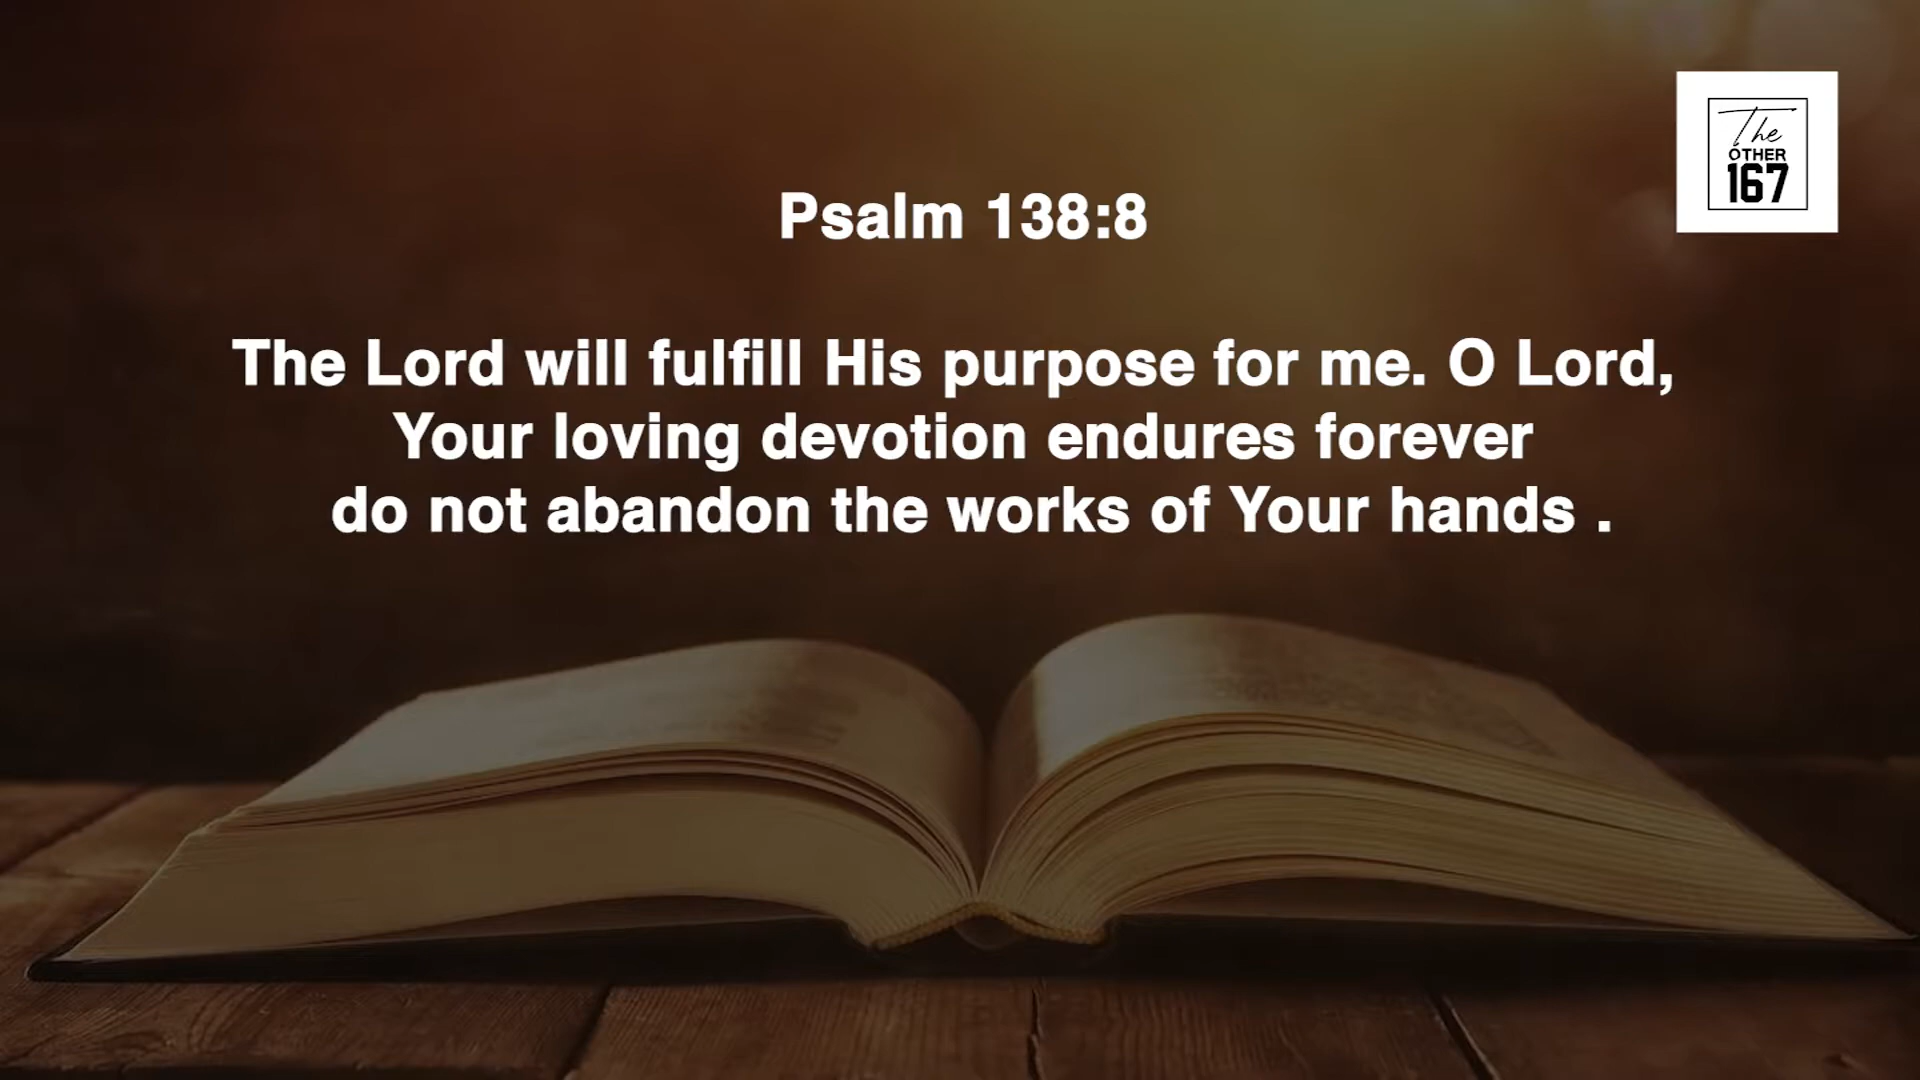 The
OTHER
167
Psalm 138:8
The Lord will fulfill His purpose for me. O Lord,
Your loving devotion endures forever
do not abandon the works of Your hands .